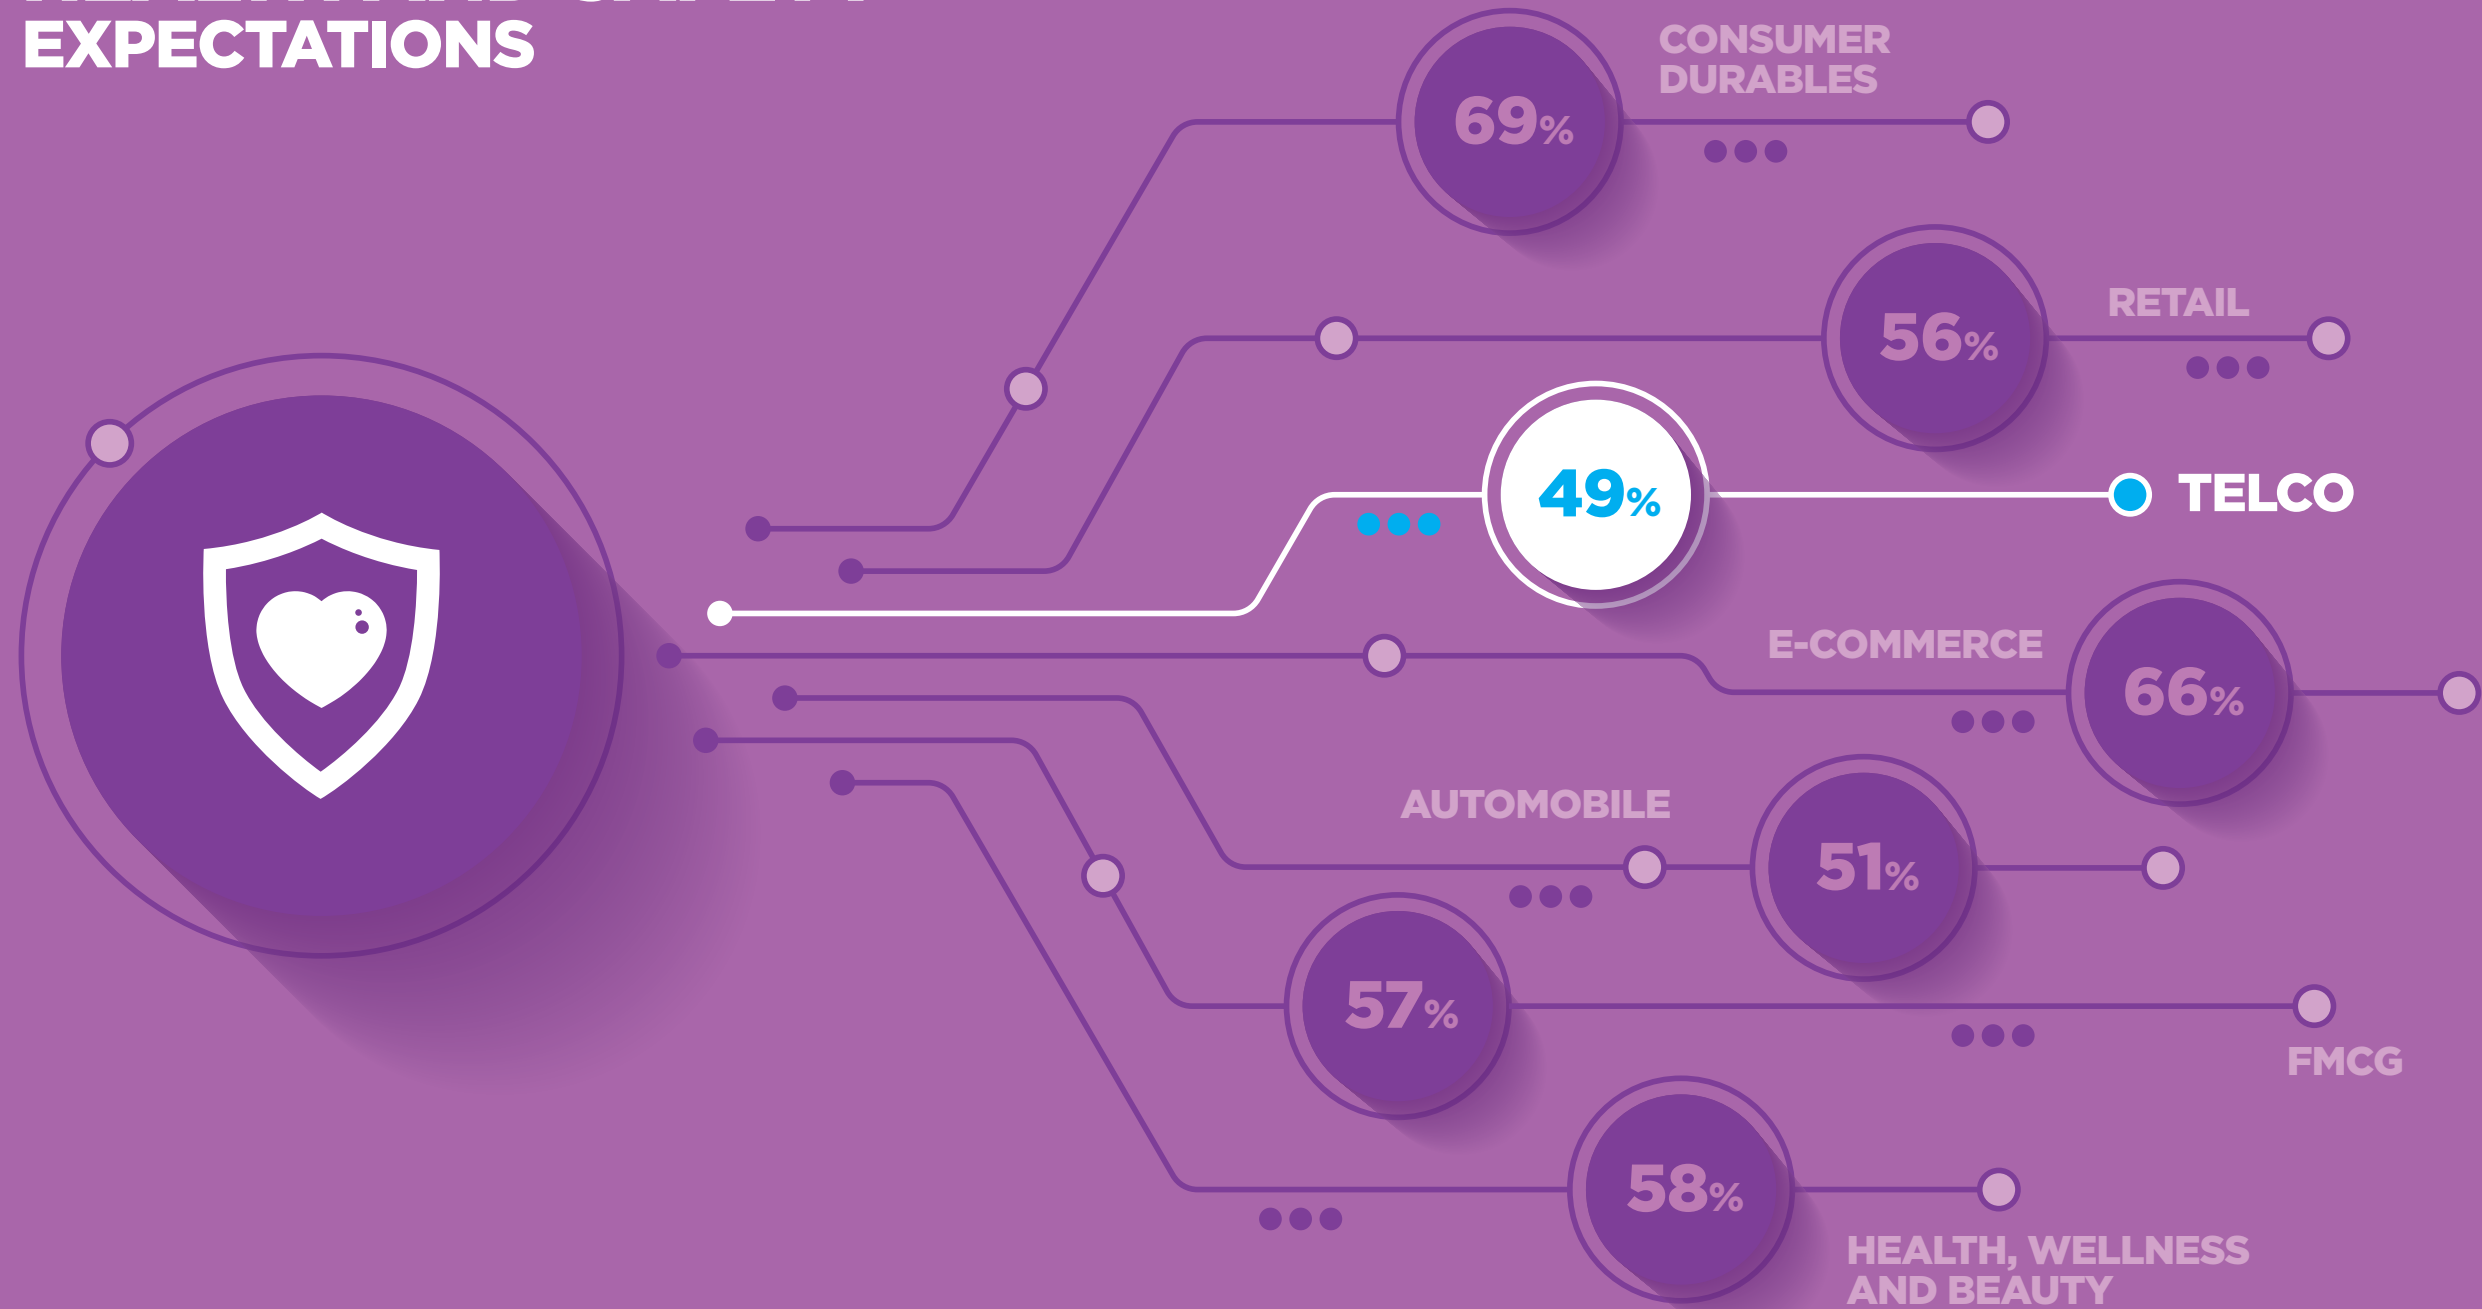 EXPECTATIONS
CONSUMER
DURABLES
69%
RETAIL
56%
49%
TELCO
E-COMMERCE
66%
AUTOMOBILE
51%
57%
FMCG
58%
HEALTH, WELLNESS
AND BEAUTY